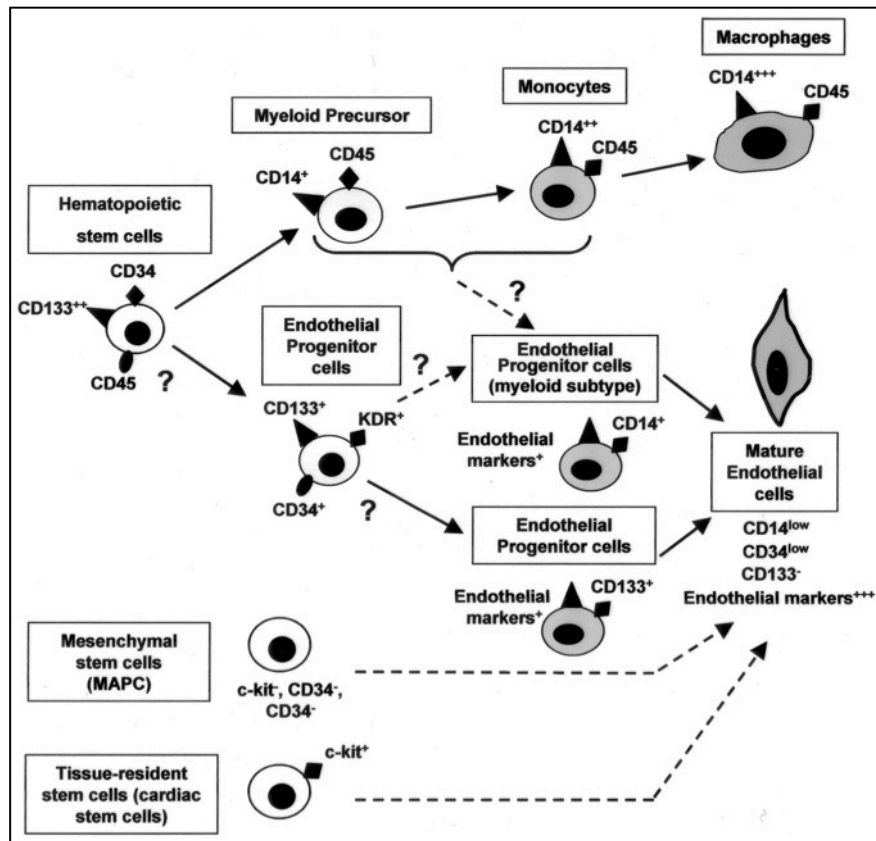 Macrophages
CD14+++
CD45
Monocytes
CD14++
CD45
Myeloid Precursor
CD45
CD14+
Hematopoietic
stem cells
CD34
CD133++
CD45
?
?
Endothelial
Progenitor
cells
?
CD133+
KDR+
CD34+
?
Endothelial
Progenitor cells
(myeloid subtype)
CD14+
Endothelial
markers+
Endothelial
Progenitor cells
CD133+
Endothelial
markers+
Mature
Endothelial
cells
CD14low
CD34low
CD133-
Endothelial markers+++
Mesenchymal
stem cells
(MAPC)
c-kit-, CD34-,
CD34-
Tissue-resident
stem cells (cardiac
stem cells)
c-kit+